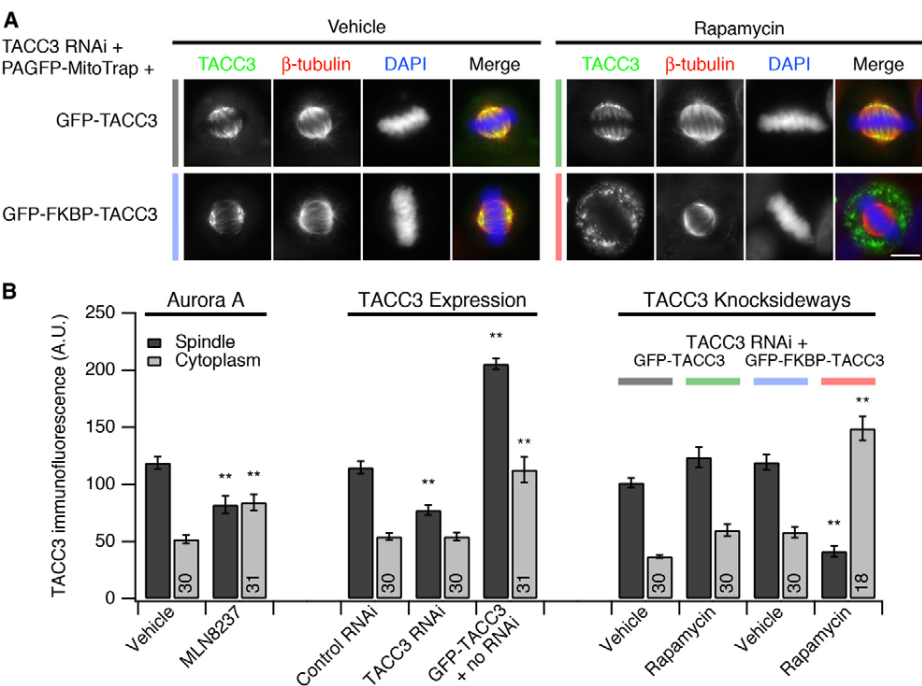 A
Vehicle
Rapamycin
TACC3 RNAi +
PAGFP-MitoTrap +
TACC3 β-tubulin DAPI Merge
TACC3 β-tubulin DAPI Merge
GFP-TACC3
GFP-FKBP-TACC3
B
Aurora A
TACC3 Expression
TACC3 Knocksideways
TACC3 immunofluorescence (A.U.)
250
200
150
100
50
0
Spindle
Cytoplasm
TACC3 RNAi +
GFP-TACC3 GFP-FKBP-TACC3
** **
** ** **
** **
30 31 30 30 31 30 30 30 18
Vehicle
MLN8237
Control RNAi
TACC3 RNAi
GFP-TACC3
+ no RNAi
Vehicle
Rapamycin
Vehicle
Rapamycin